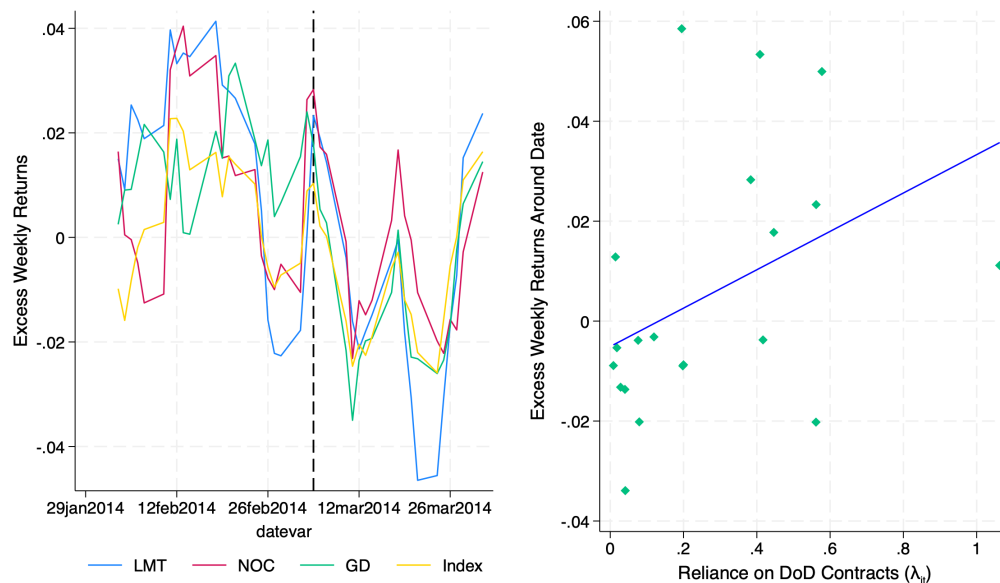 Excess Weekly Returns
.04
.02
0
-.02
-.04
29jan2014 12feb2014 26feb2014 12mar2014 26mar2014
datevar
LMT NOC GD Index
Excess Weekly Returns Around Date
.06
.04
.02
0
-.02
-.04
0 .2 .4 .6 .8 1
Reliance on DoD Contracts (λit)